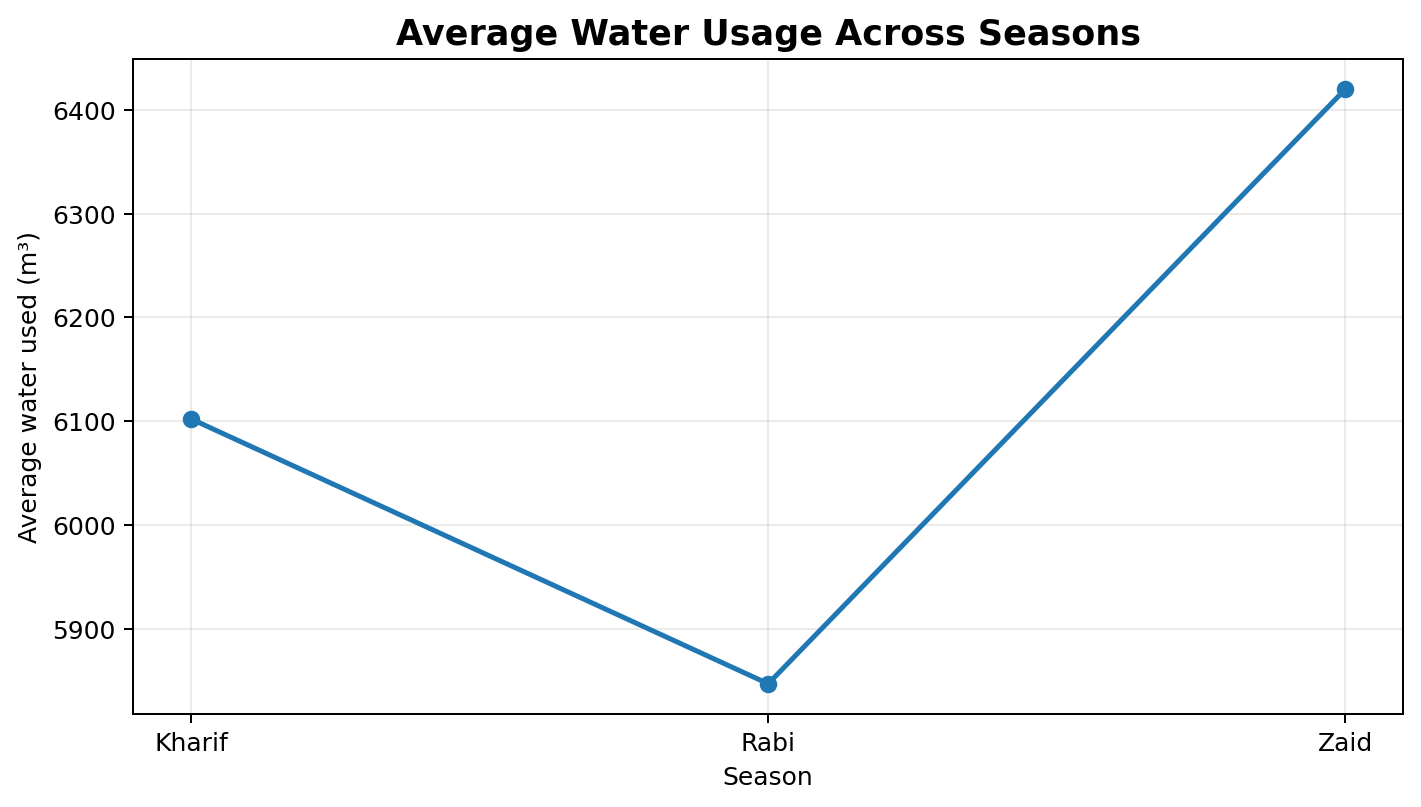 Average Water Usage Across Seasons
6400
6300
6200
6100
6000
5900
Average water used (m³)
Kharif
Rabi
Zaid
Season